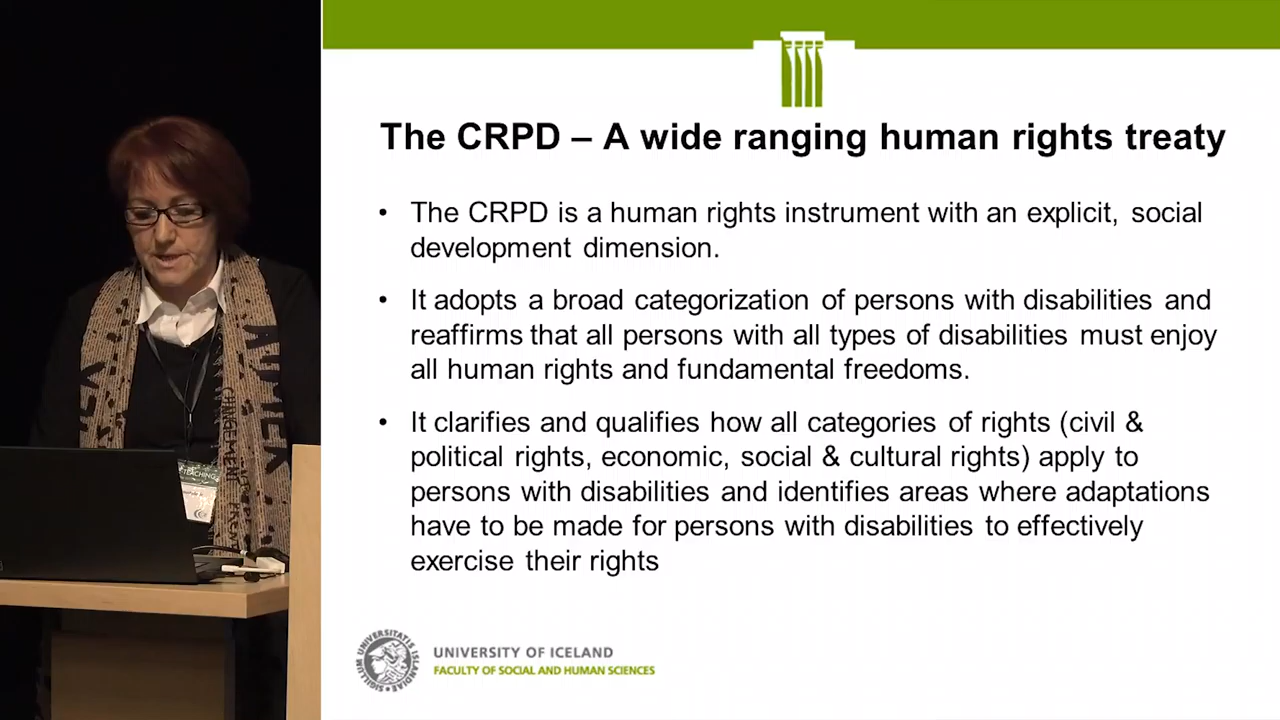 The CRPD – A wide ranging human rights treaty
• The CRPD is a human rights instrument with an explicit, social
development dimension.
• It adopts a broad categorization of persons with disabilities and
reaffirms that all persons with all types of disabilities must enjoy
all human rights and fundamental freedoms.
• It clarifies and qualifies how all categories of rights (civil &
political rights, economic, social & cultural rights) apply to
persons with disabilities and identifies areas where adaptations
have to be made for persons with disabilities to effectively
exercise their rights
SIGILLUM UNIVERSITATIS ISLANDIAE
UNIVERSITY OF ICELAND
FACULTY OF SOCIAL AND HUMAN SCIENCES